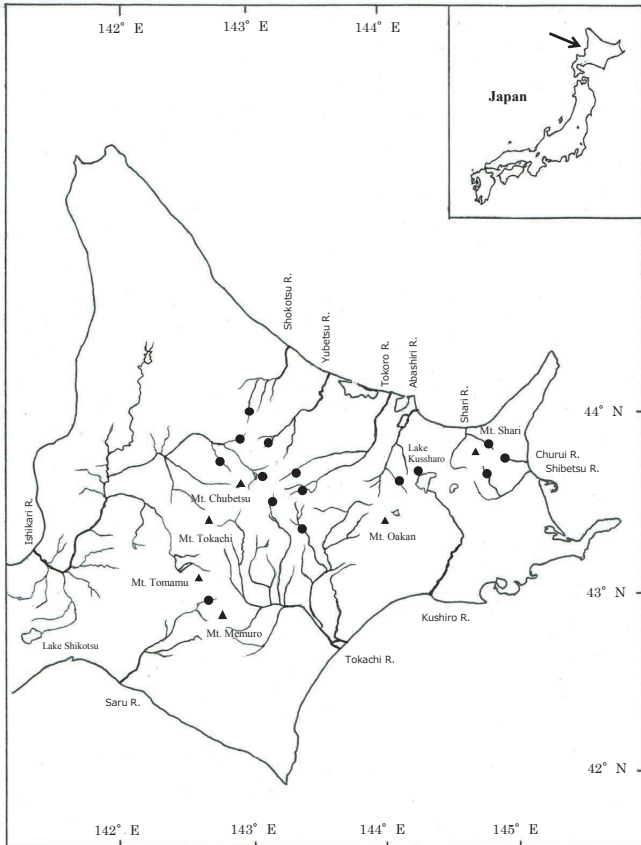 142° E
143° E
144° E
Japan
Shokotsu R.
Yubetsu R.
Tokoro R.
Abashiri R.
Shari R.
44° N
Mt. Shari
Lake
Kussharo
Churui R.
Shibetsu R.
Mt. Chubetsu
Ishikari R.
Mt. Tokachi
Mt. Oakan
Mt. Tomamu
43° N
Mt. Memuro
Kushiro R.
Lake Shikotsu
Tokachi R.
Saru R.
42° N
142° E
143° E
144° E
145° E